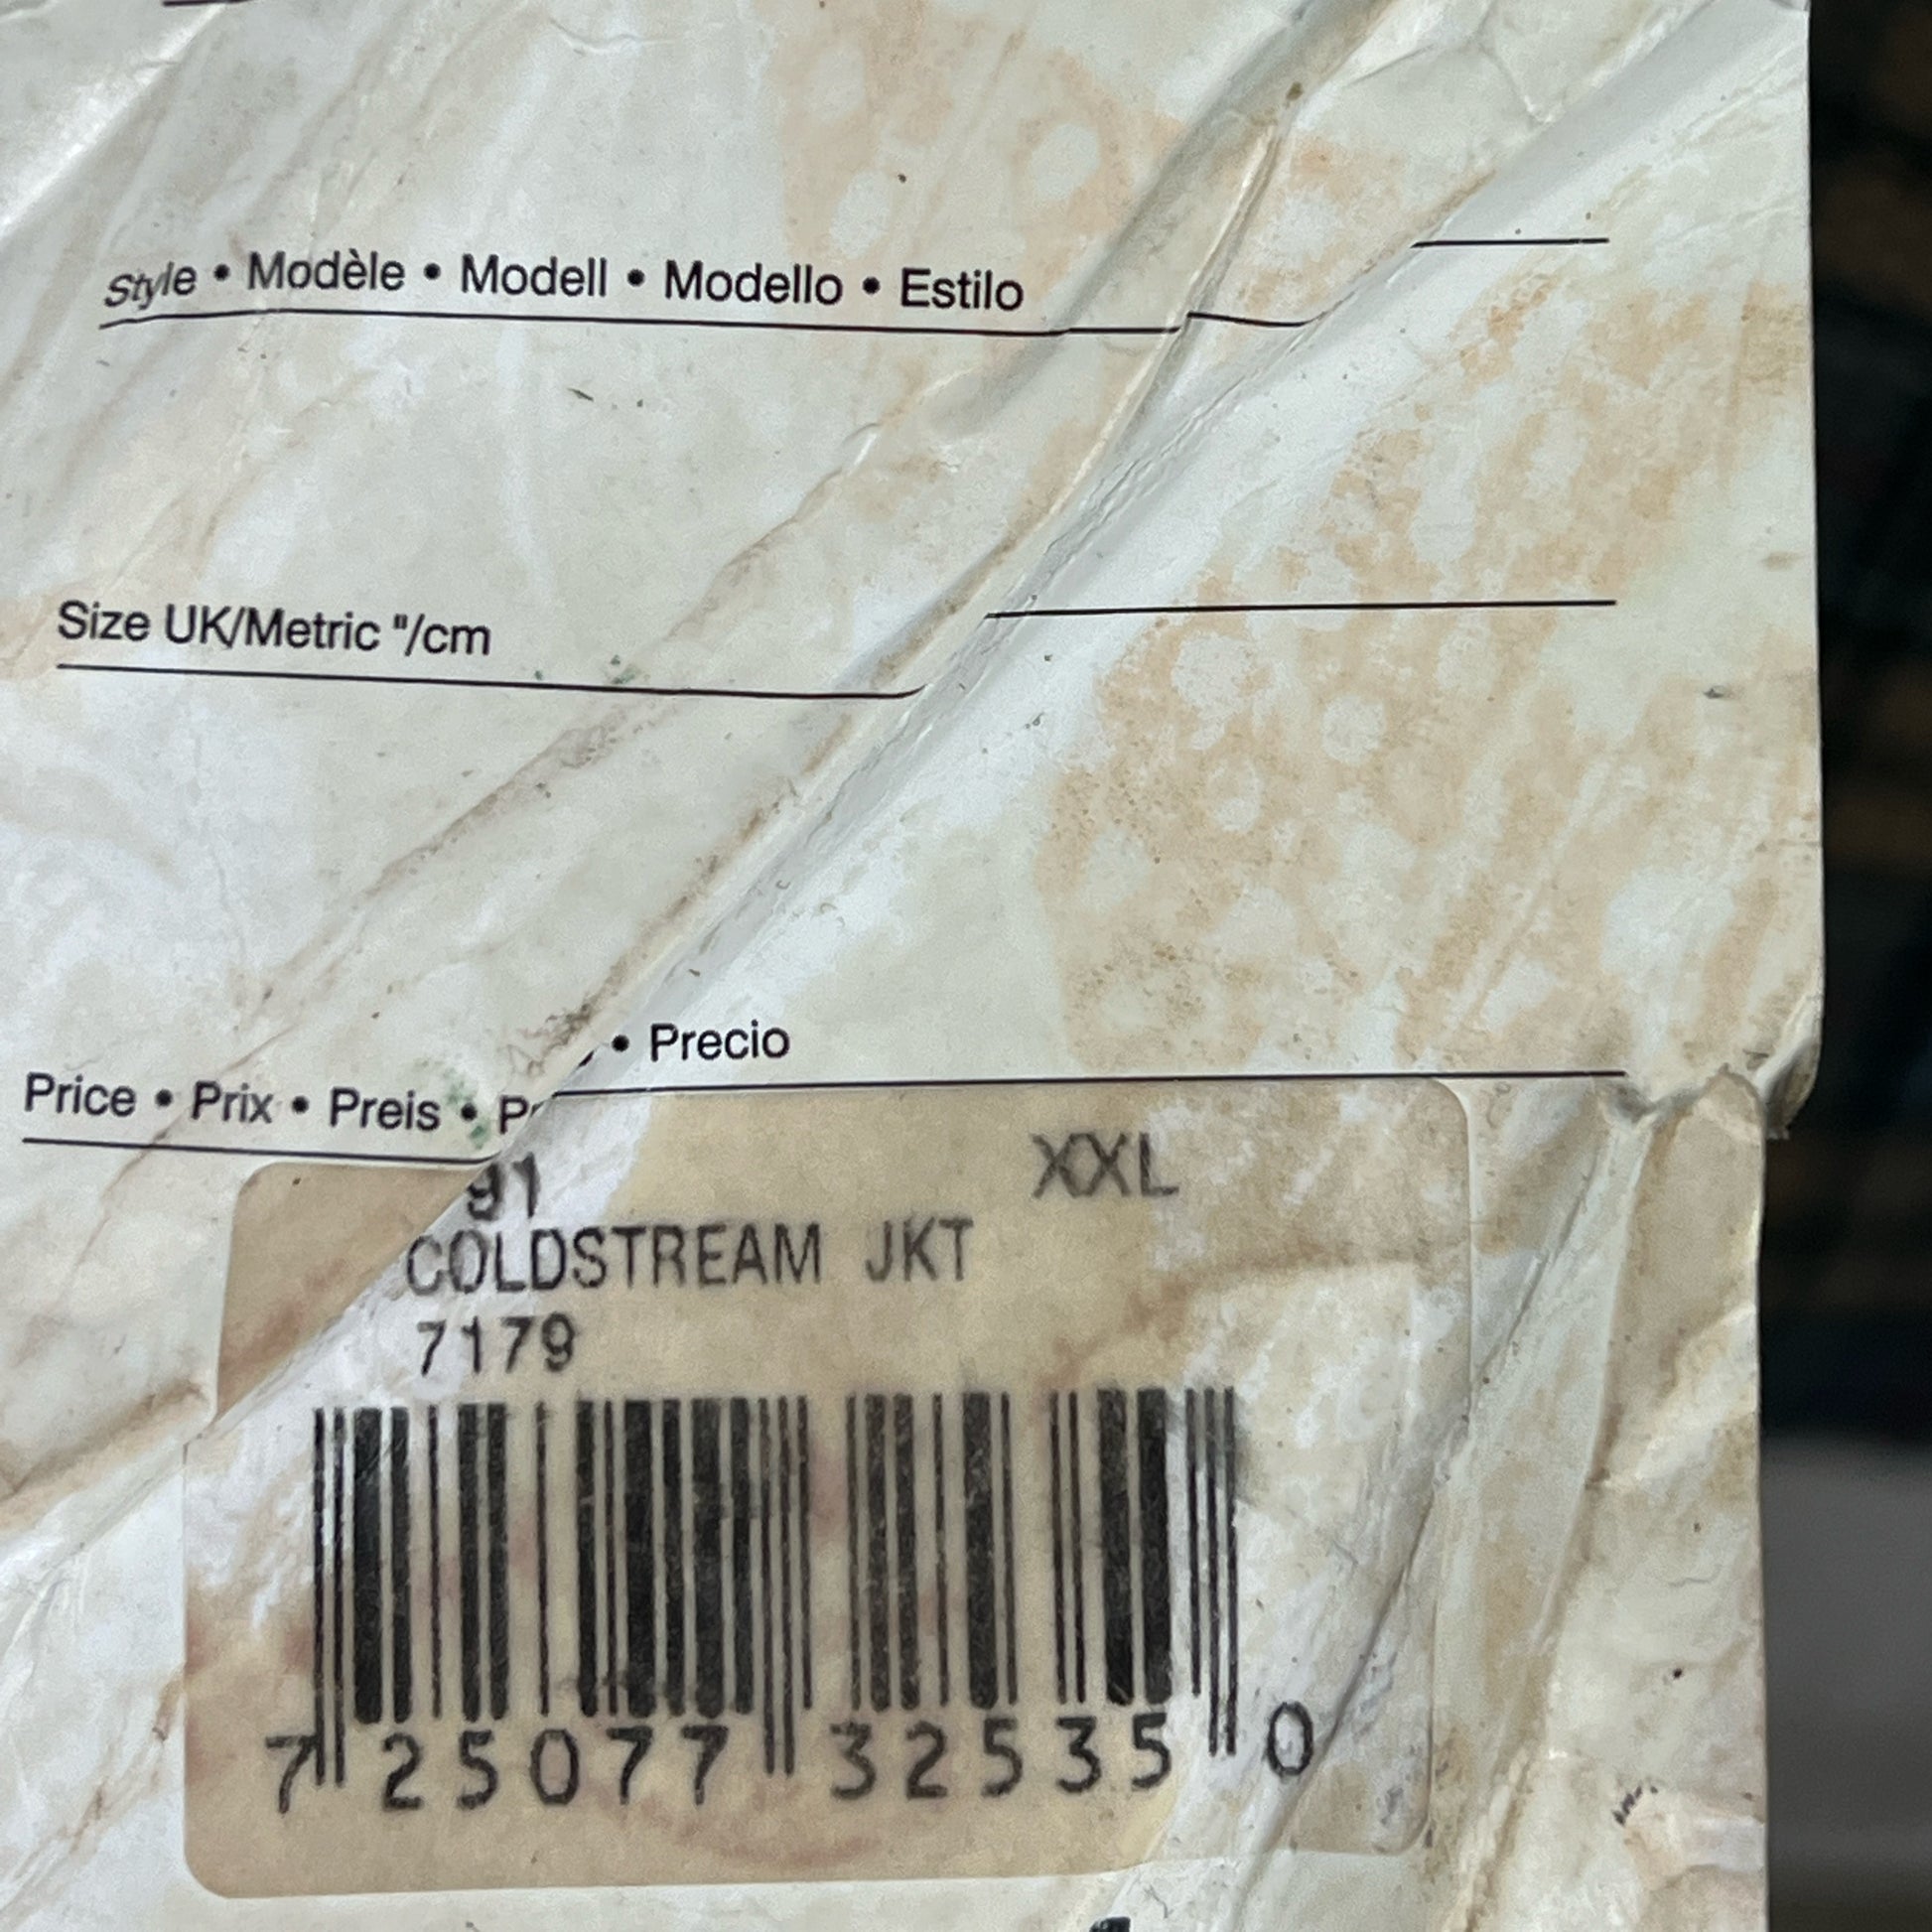 Style • Modèle • Modell • Modello • Estilo
Size UK/Metric "/cm
Price • Prix • Preis • • Precio
91 XXL
COLDSTREAM JKT
7179
7 25077 32535 0